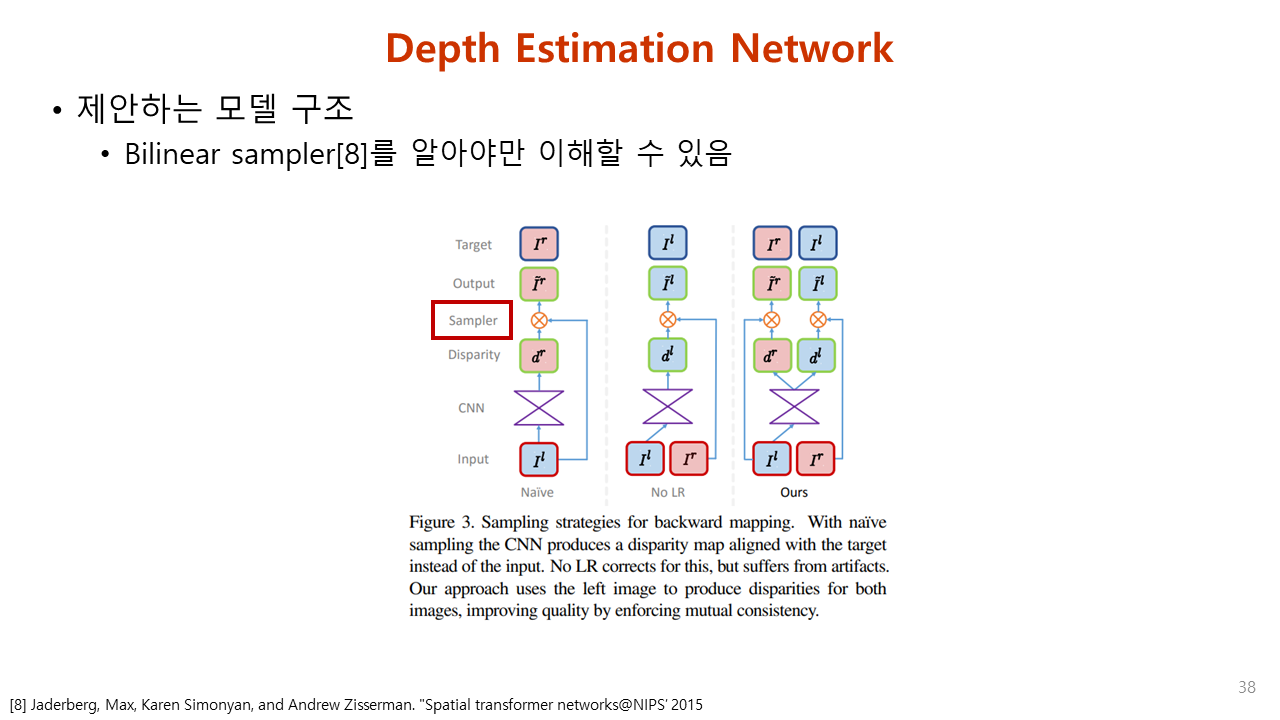 Depth Estimation Network
• 제안하는 모델 구조
• Bilinear sampler[8]를 알아야만 이해할 수 있음
Target I^r I^l I^r I^l
Output Ĩ^r Ĩ^l Ĩ^r Ĩ^l
Sampler
Disparity d^r d^l d^r d^l
CNN
Input I^l I^l I^r I^l I^r
Naïve No LR Ours
Figure 3. Sampling strategies for backward mapping. With naïve
sampling the CNN produces a disparity map aligned with the target
instead of the input. No LR corrects for this, but suffers from artifacts.
Our approach uses the left image to produce disparities for both
images, improving quality by enforcing mutual consistency.
38
[8] Jaderberg, Max, Karen Simonyan, and Andrew Zisserman. "Spatial transformer networks@NIPS' 2015